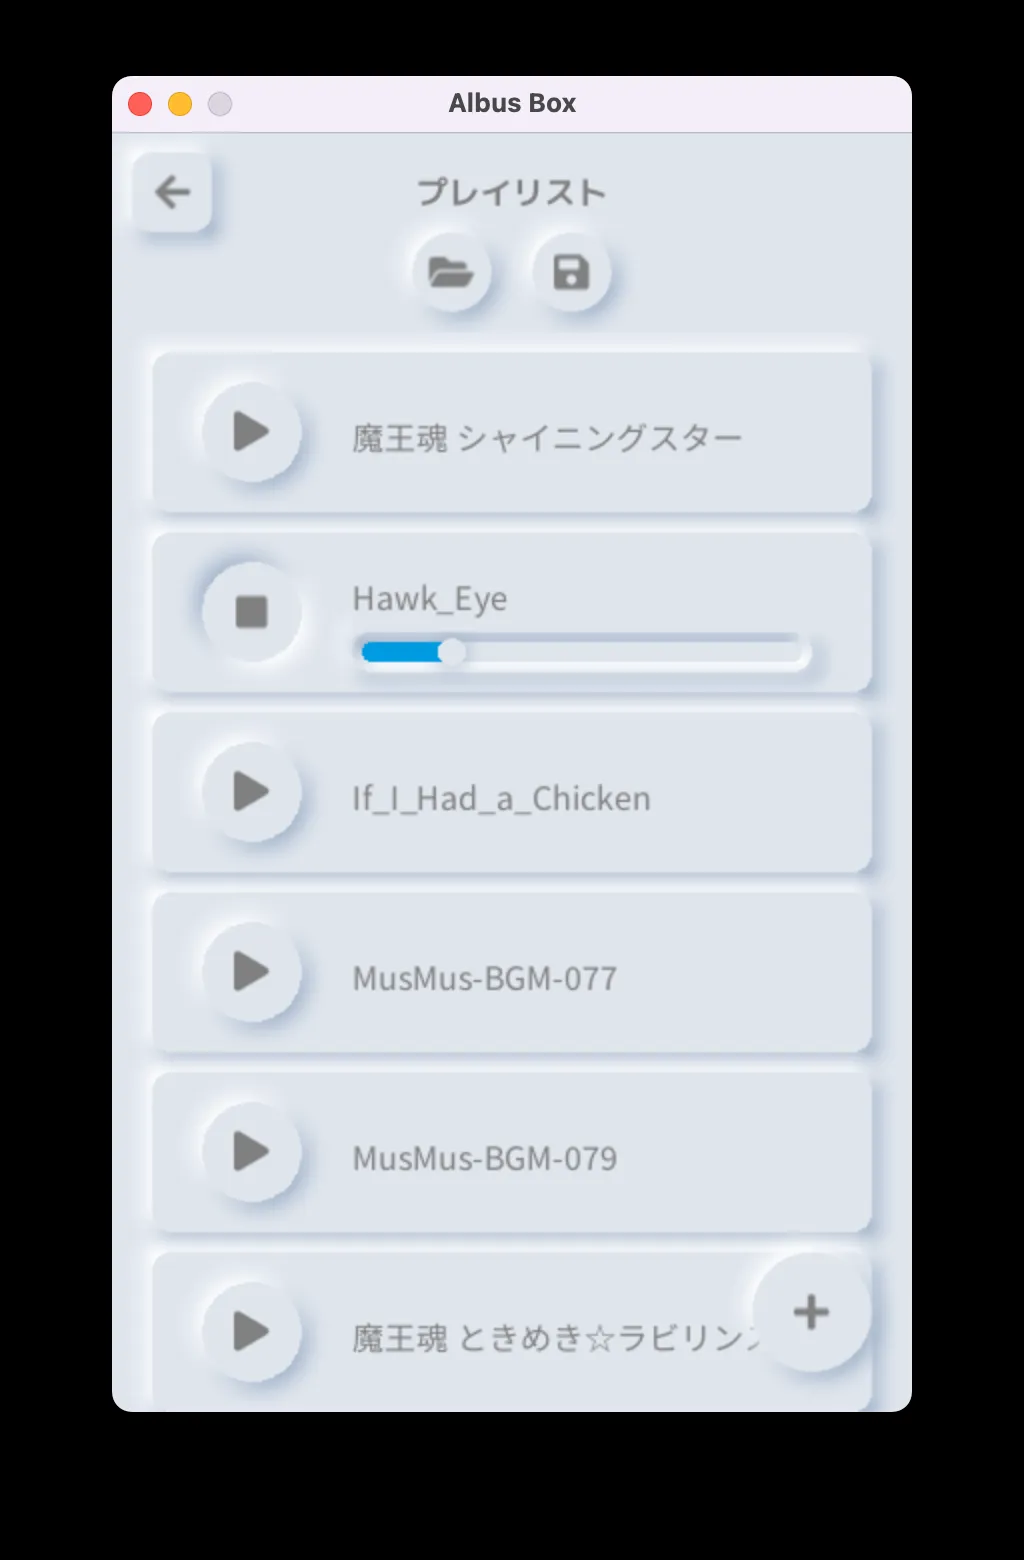 Albus Box
プレイリスト
魔王魂 シャイニングスター
Hawk_Eye
If_I_Had_a_Chicken
MusMus-BGM-077
MusMus-BGM-079
魔王魂 ときめき☆ラビリン